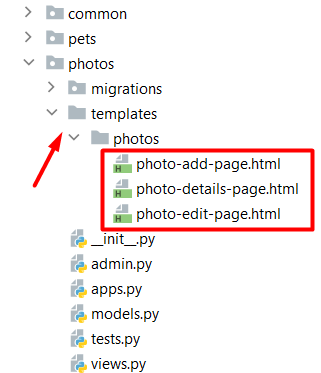 common
pets
photos
migrations
templates
photos
photo-add-page.html
photo-details-page.html
photo-edit-page.html
__init__.py
admin.py
apps.py
models.py
tests.py
views.py